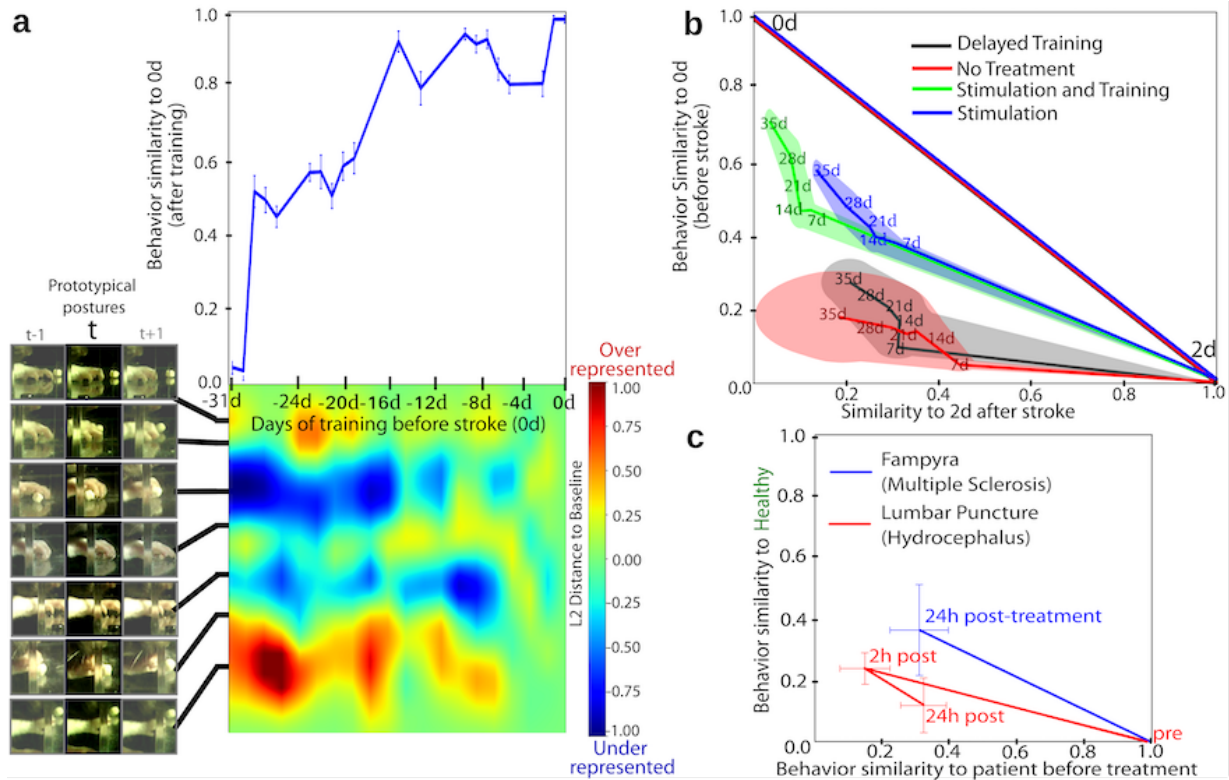 a
Behavior similarity to 0d
(after training)
1.0
0.8
0.6
0.4
0.2
0.0
-31d
-24d
-20d
-16d
-12d
-8d
-4d
0d
Days of training before stroke (0d)
Prototypical
postures
t-1
t
t+1
Over
represented
1.00
0.75
0.50
0.25
0.00
-0.25
-0.50
-0.75
-1.00
Under
represented
L2 Distance to Baseline
b
Behavior Similarity to 0d
(before stroke)
1.0
0.8
0.6
0.4
0.2
0.0
0.2
0.4
0.6
0.8
1.0
Similarity to 2d after stroke
0d
2d
Delayed Training
No Treatment
Stimulation and Training
Stimulation
35d
28d
21d
14d
7d
35d
28d
21d
14d
7d
35d
28d
21d
14d
7d
35d
28d
21d
14d
7d
c
Behavior similarity to Healthy
1.0
0.8
0.6
0.4
0.2
0.0
0.2
0.4
0.6
0.8
1.0
Behavior similarity to patient before treatment
Fampyra
(Multiple Sclerosis)
Lumbar Puncture
(Hydrocephalus)
24h post-treatment
2h post
24h post
pre